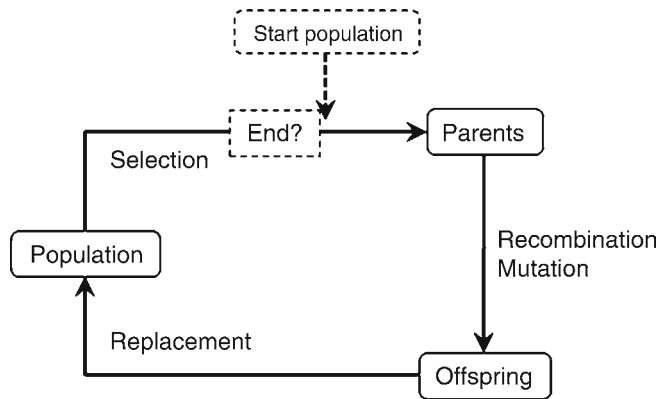 Start population
End?
Parents
Selection
Population
Recombination
Mutation
Replacement
Offspring